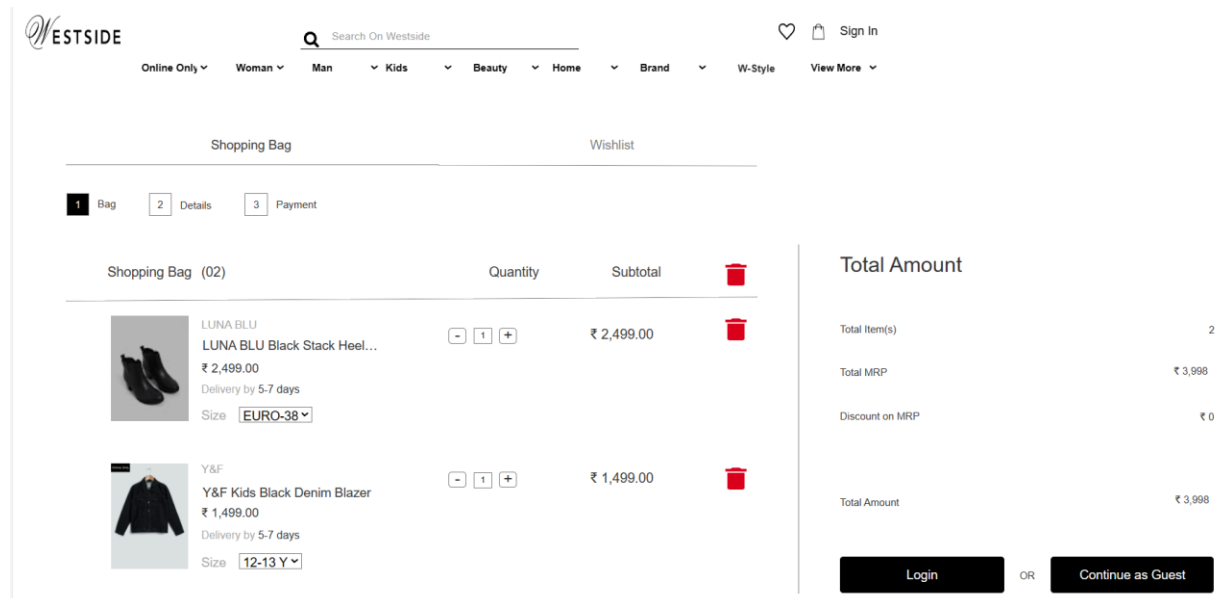 WESTSIDE
Search On Westside
Sign In
Online Only Woman Man Kids Beauty Home Brand W-Style View More
Shopping Bag Wishlist
1 Bag 2 Details 3 Payment
Shopping Bag (02) Quantity Subtotal
LUNA BLU
LUNA BLU Black Stack Heel...
₹ 2,499.00
Delivery by 5-7 days
Size EURO-38
- 1 + ₹ 2,499.00
Y&F
Y&F Kids Black Denim Blazer
₹ 1,499.00
Delivery by 5-7 days
Size 12-13 Y
- 1 + ₹ 1,499.00
Total Amount
Total Item(s) 2
Total MRP ₹ 3,998
Discount on MRP ₹ 0
Total Amount ₹ 3,998
Login OR Continue as Guest